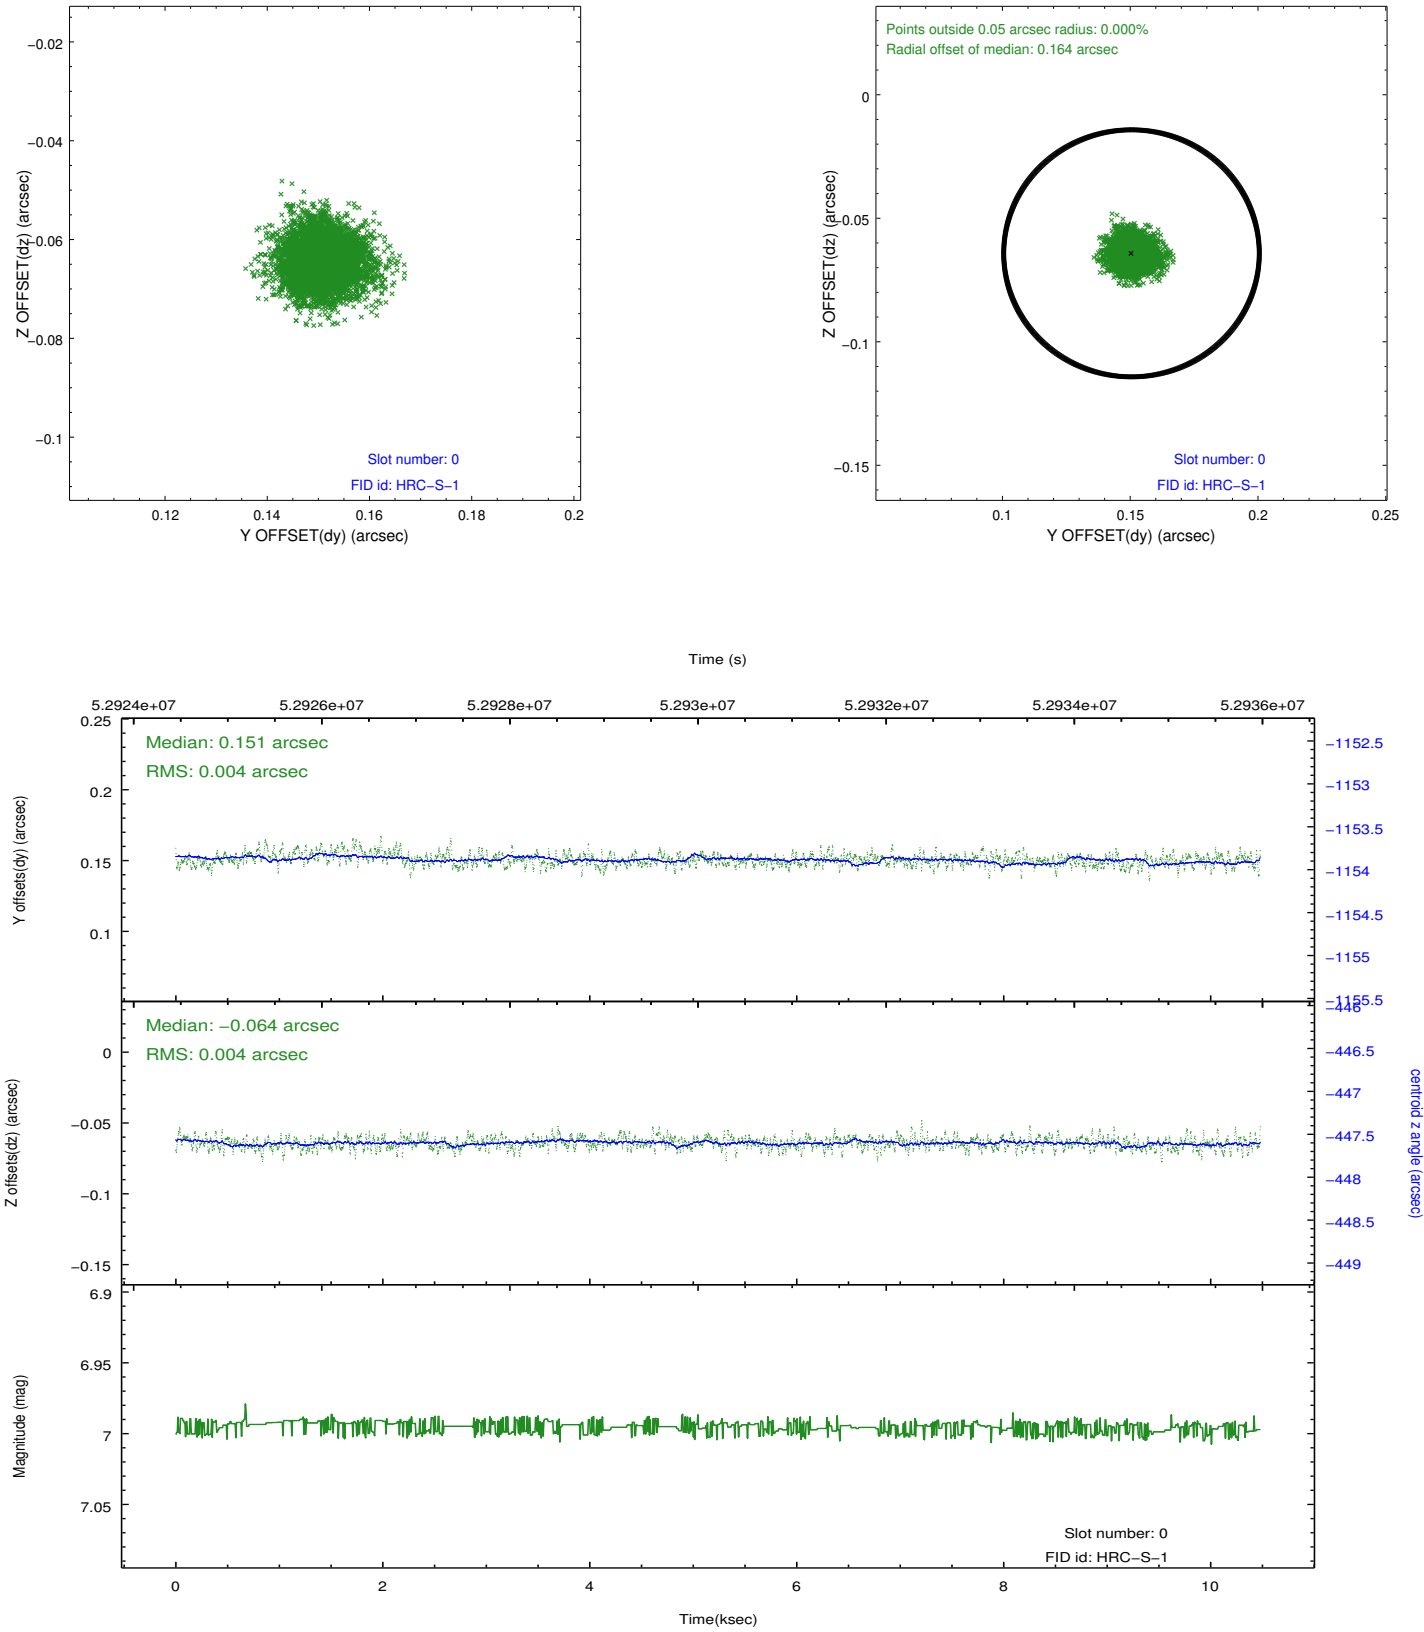 −0.02
−0.04
−0.06
−0.08
−0.1
Z OFFSET(dz) (arcsec)
Slot number: 0
FID id: HRC−S−1
0.12 0.14 0.16 0.18 0.2
Y OFFSET(dy) (arcsec)
Points outside 0.05 arcsec radius: 0.000%
Radial offset of median: 0.164 arcsec
0
−0.05
−0.1
−0.15
Z OFFSET(dz) (arcsec)
Slot number: 0
FID id: HRC−S−1
0.1 0.15 0.2 0.25
Y OFFSET(dy) (arcsec)
Time (s)
5.2924e+07 5.2926e+07 5.2928e+07 5.293e+07 5.2932e+07 5.2934e+07 5.2936e+07
Median: 0.151 arcsec
RMS: 0.004 arcsec
0.25
0.2
0.15
0.1
Y offsets(dy) (arcsec)
−1152.5
−1153
−1153.5
−1154
−1154.5
−1155
−1155.5
Median: −0.064 arcsec
RMS: 0.004 arcsec
0
−0.05
−0.1
−0.15
Z offsets(dz) (arcsec)
−446
−446.5
−447
−447.5
−448
−448.5
−449
centroid z angle (arcsec)
6.9
6.95
7
7.05
Magnitude (mag)
Slot number: 0
FID id: HRC−S−1
0 2 4 6 8 10
Time(ksec)